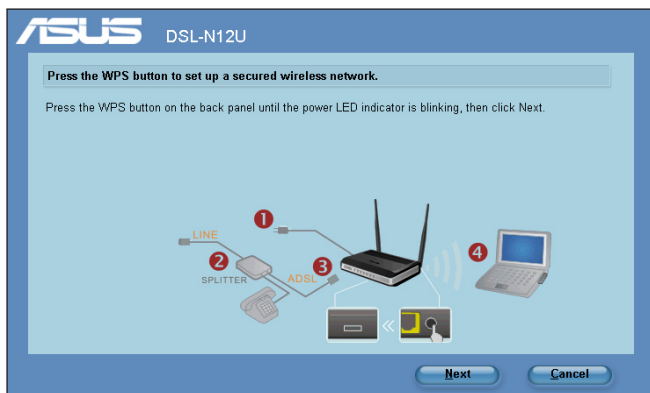 ASUS DSL-N12U
Press the WPS button to set up a secured wireless network.
Press the WPS button on the back panel until the power LED indicator is blinking, then click Next.
1
LINE
2
SPLITTER
ADSL
3
4
Next
Cancel